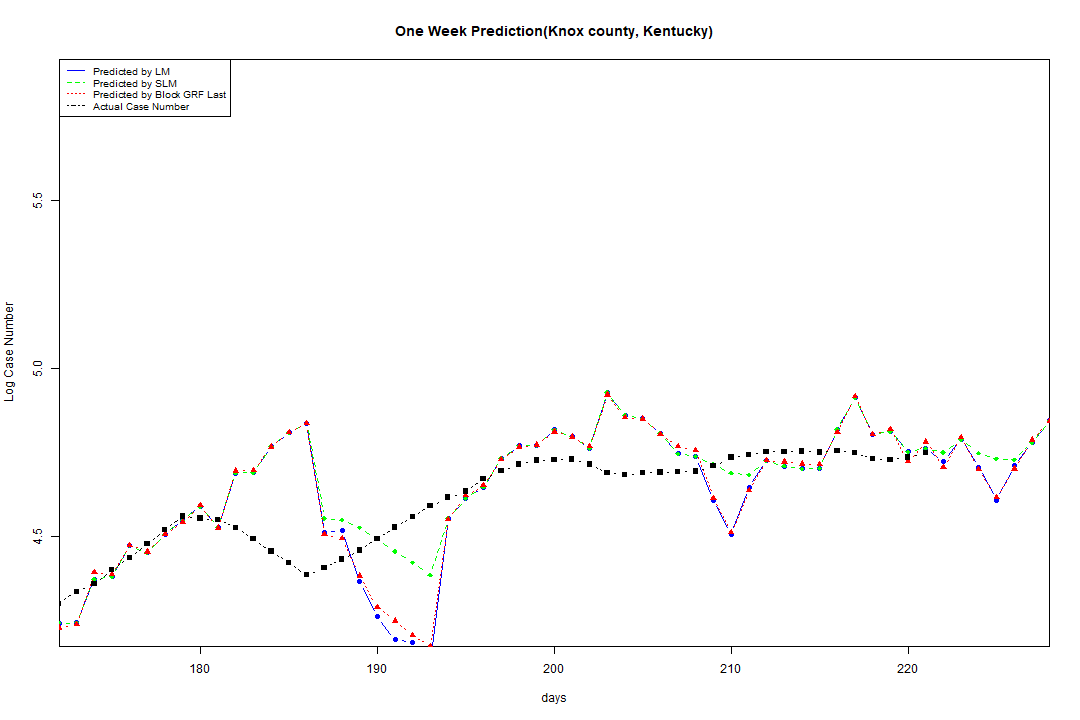 One Week Prediction(Knox county, Kentucky)
Predicted by LM
Predicted by SLM
Predicted by Block GRF Last
Actual Case Number
5.5
5.0
4.5
Log Case Number
180 190 200 210 220
days